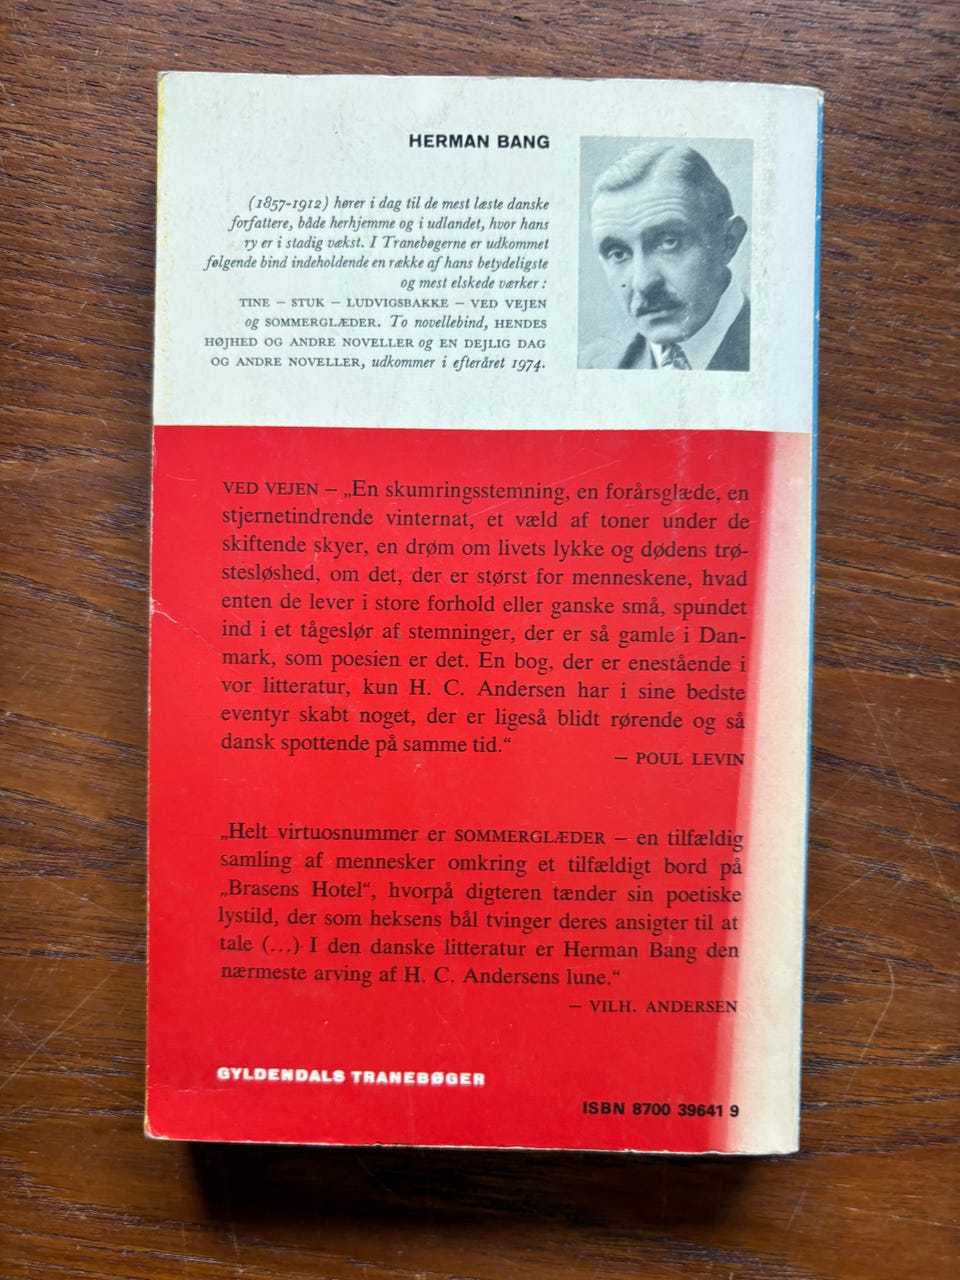 HERMAN BANG
(1857-1912) hører i dag til de mest læste danske
forfattere, både herhjemme og i udlandet, hvor hans
ry er i stadig vækst. I Tranebøgerne er udkommet
følgende bind indeholdende en række af hans betydeligste
og mest elskede værker:
TINE – STUK – LUDVIGSBAKKE – VED VEJEN
og SOMMERGLÆDER. To novellebind, HENDES
HØJHED OG ANDRE NOVELLER og EN DEJLIG DAG
OG ANDRE NOVELLER, udkommer i efteråret 1974.
VED VEJEN – „En skumringsstemning, en forårsglæde, en
stjernetindrende vinternat, et væld af toner under de
skiftende skyer, en drøm om livets lykke og dødens trø-
stesløshed, om det, der er størst for menneskene, hvad
enten de lever i store forhold eller ganske små, spundet
ind i et tågeslør af stemninger, der er så gamle i Dan-
mark, som poesien er det. En bog, der er enestående i
vor litteratur, kun H. C. Andersen har i sine bedste
eventyr skabt noget, der er ligeså blidt rørende og så
dansk spottende på samme tid.“
– POUL LEVIN
„Helt virtuosnummer er SOMMERGLÆDER – en tilfældig
samling af mennesker omkring et tilfældigt bord på
„Brasens Hotel“, hvorpå digteren tænder sin poetiske
lystild, der som heksens bål tvinger deres ansigter til at
tale (...) I den danske litteratur er Herman Bang den
nærmeste arving af H. C. Andersens lune.“
– VILH. ANDERSEN
GYLDENDALS TRANEBØGER
ISBN 8700 39641 9